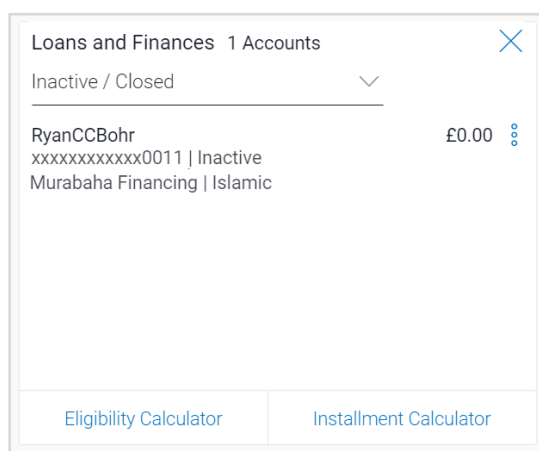 Loans and Finances 1 Accounts
Inactive / Closed
RyanCCBohr £0.00
xxxxxxxxxxxx0011 | Inactive
Murabaha Financing | Islamic
Eligibility Calculator Installment Calculator